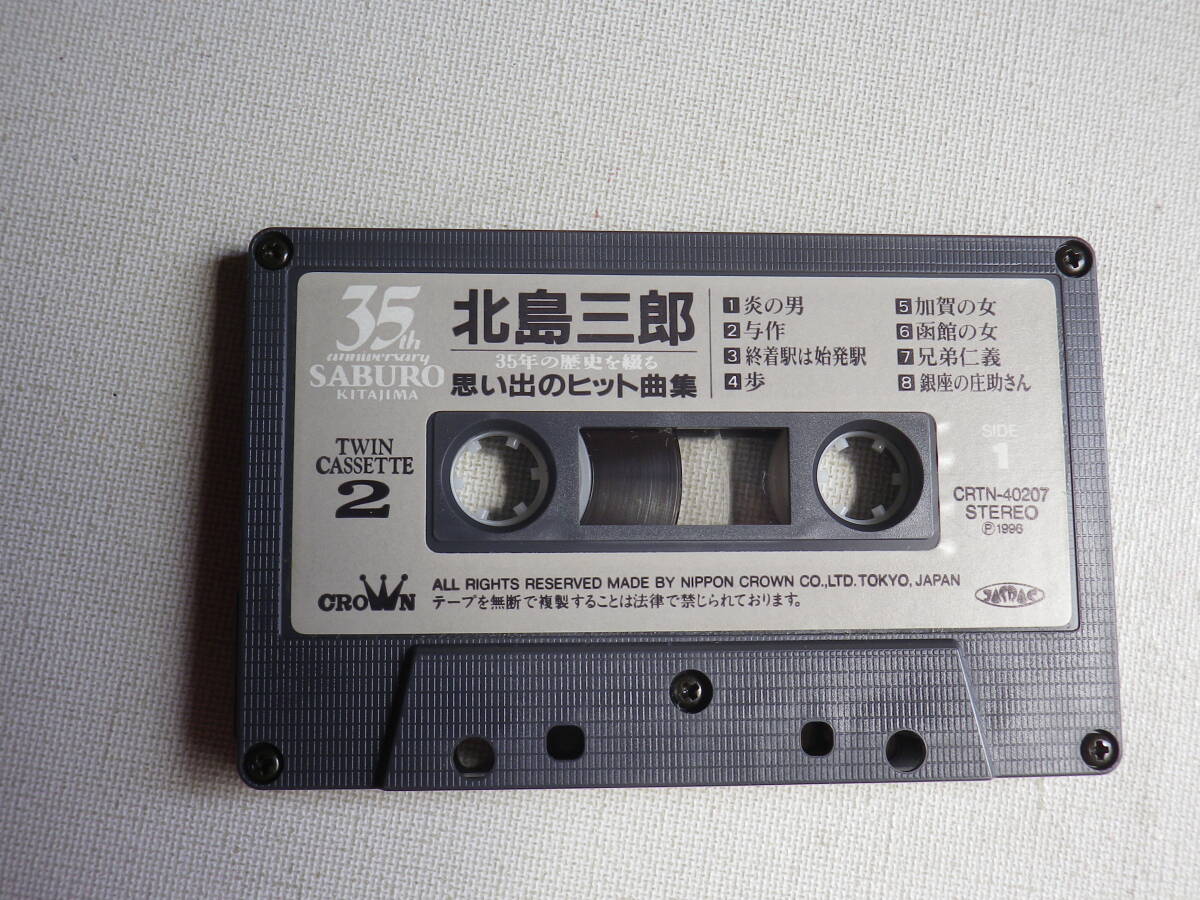 35th
anniversary
SABURO
KITAJIMA
北島三郎
35年の歴史を綴る
思い出のヒット曲集
1 炎の男
2 与作
3 終着駅は始発駅
4 歩
5 加賀の女
6 函館の女
7 兄弟仁義
8 銀座の庄助さん
TWIN
CASSETTE
2
SIDE
1
CRTN-40207
STEREO
Ⓟ1996
CROWN
ALL RIGHTS RESERVED MADE BY NIPPON CROWN CO.,LTD. TOKYO, JAPAN
テープを無断で複製することは法律で禁じられております。
JASRAC